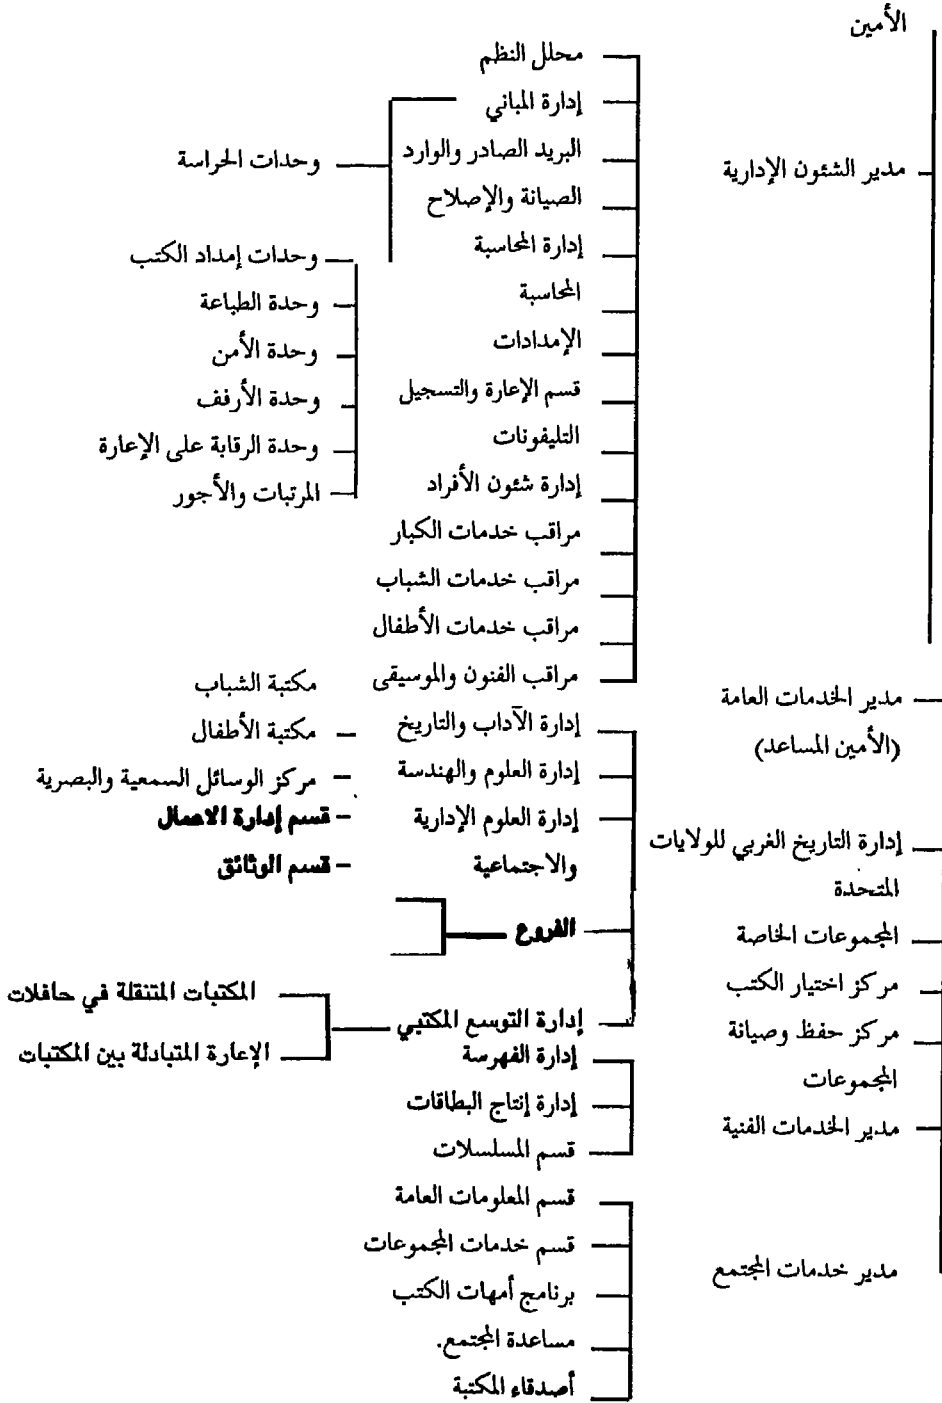 الأمين
مدير الشئون الإدارية
مدير الخدمات العامة
(الأمين المساعد)
إدارة التاريخ الغربي للولايات
المتحدة
المجموعات الخاصة
مركز اختيار الكتب
مركز حفظ وصيانة
المجموعات
مدير الخدمات الفنية
مدير خدمات المجتمع
محلل النظم
إدارة المباني
البريد الصادر والوارد
الصيانة والإصلاح
إدارة المحاسبة
المحاسبة
الإمدادات
قسم الإعارة والتسجيل
التليفونات
إدارة شئون الأفراد
مراقب خدمات الكبار
مراقب خدمات الشباب
مراقب خدمات الأطفال
مراقب الفنون والموسيقى
إدارة الآداب والتاريخ
إدارة العلوم والهندسة
إدارة العلوم الإدارية
والاجتماعية
الفروع
إدارة التوسع المكتبي
إدارة الفهرسة
إدارة إنتاج البطاقات
قسم المسلسلات
قسم المعلومات العامة
قسم خدمات المجموعات
برنامج أمهات الكتب
مساعدة المجتمع.
أصدقاء المكتبة
وحدات الحراسة
وحدات إمداد الكتب
وحدة الطباعة
وحدة الأمن
وحدة الأرفف
وحدة الرقابة على الإعارة
المرتبات والأجور
مكتبة الشباب
مكتبة الأطفال
مركز الوسائل السمعية والبصرية
قسم إدارة الاعمال
قسم الوثائق
المكتبات المتنقلة في حافلات
الإعارة المتبادلة بين المكتبات